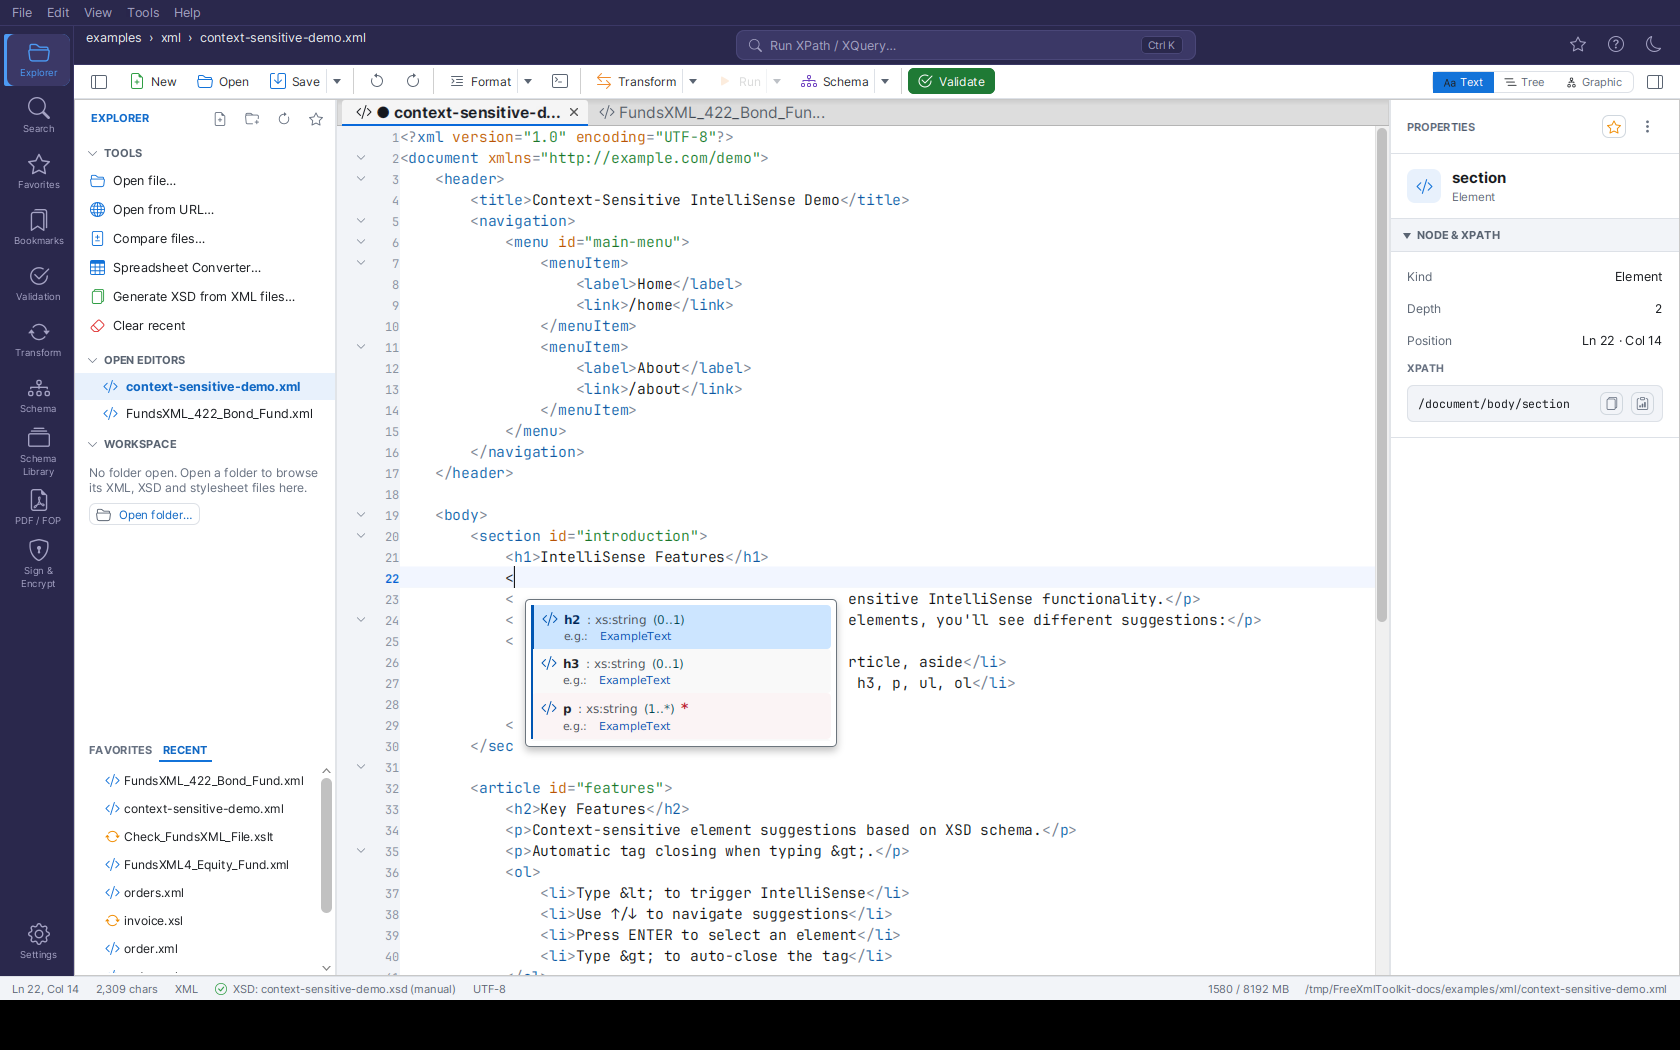 File Edit View Tools Help
examples › xml › context-sensitive-demo.xml
Run XPath / XQuery... Ctrl K
New Open Save Format Transform Run Schema Validate
Aa Text Tree Graphic
Explorer
Search
Favorites
Bookmarks
Validation
Transform
Schema
Schema
Library
PDF / FOP
Sign &
Encrypt
Settings
EXPLORER
TOOLS
Open file...
Open from URL...
Compare files...
Spreadsheet Converter...
Generate XSD from XML files...
Clear recent
OPEN EDITORS
context-sensitive-demo.xml
FundsXML_422_Bond_Fund.xml
WORKSPACE
No folder open. Open a folder to browse
its XML, XSD and stylesheet files here.
Open folder...
FAVORITES RECENT
FundsXML_422_Bond_Fund.xml
context-sensitive-demo.xml
Check_FundsXML_File.xslt
FundsXML4_Equity_Fund.xml
orders.xml
invoice.xsl
order.xml
</> ● context-sensitive-d... × </> FundsXML_422_Bond_Fun...
1 <?xml version="1.0" encoding="UTF-8"?>
2 <document xmlns="http://example.com/demo">
3 <header>
4 <title>Context-Sensitive IntelliSense Demo</title>
5 <navigation>
6 <menu id="main-menu">
7 <menuItem>
8 <label>Home</label>
9 <link>/home</link>
10 </menuItem>
11 <menuItem>
12 <label>About</label>
13 <link>/about</link>
14 </menuItem>
15 </menu>
16 </navigation>
17 </header>
18
19 <body>
20 <section id="introduction">
21 <h1>IntelliSense Features</h1>
22 <
23 < ensitive IntelliSense functionality.</p>
24 < elements, you'll see different suggestions:</p>
25 <
26 rticle, aside</li>
27 h3, p, ul, ol</li>
28
29 <
30 </sec
31
32 <article id="features">
33 <h2>Key Features</h2>
34 <p>Context-sensitive element suggestions based on XSD schema.</p>
35 <p>Automatic tag closing when typing &gt;.</p>
36 <ol>
37 <li>Type &lt; to trigger IntelliSense</li>
38 <li>Use ↑/↓ to navigate suggestions</li>
39 <li>Press ENTER to select an element</li>
40 <li>Type &gt; to auto-close the tag</li>
</> h2 : xs:string (0..1)
e.g.: ExampleText
</> h3 : xs:string (0..1)
e.g.: ExampleText
</> p : xs:string (1..*) *
e.g.: ExampleText
PROPERTIES
section
Element
NODE & XPATH
Kind Element
Depth 2
Position Ln 22 · Col 14
XPATH
/document/body/section
Ln 22, Col 14 2,309 chars XML XSD: context-sensitive-demo.xsd (manual) UTF-8 1580 / 8192 MB /tmp/FreeXmlToolkit-docs/examples/xml/context-sensitive-demo.xml